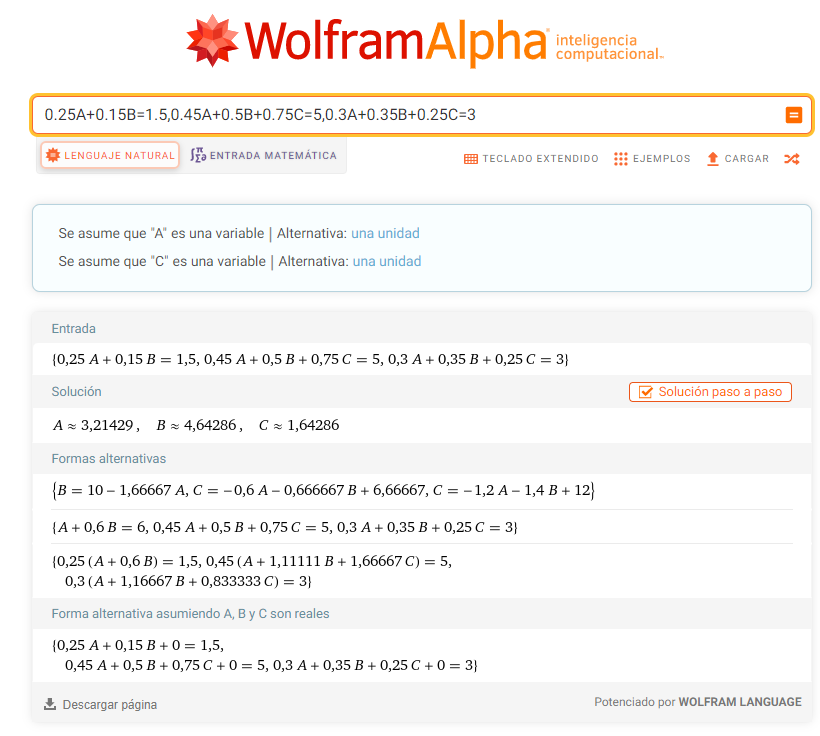 WolframAlpha inteligencia computacional™
0.25A+0.15B=1.5,0.45A+0.5B+0.75C=5,0.3A+0.35B+0.25C=3
LENGUAJE NATURAL ENTRADA MATEMÁTICA TECLADO EXTENDIDO EJEMPLOS CARGAR
Se asume que "A" es una variable | Alternativa: una unidad
Se asume que "C" es una variable | Alternativa: una unidad
Entrada
{0,25 A + 0,15 B = 1,5, 0,45 A + 0,5 B + 0,75 C = 5, 0,3 A + 0,35 B + 0,25 C = 3}
Solución Solución paso a paso
A ≈ 3,21429 , B ≈ 4,64286 , C ≈ 1,64286
Formas alternativas
{B = 10 − 1,66667 A, C = −0,6 A − 0,666667 B + 6,66667, C = −1,2 A − 1,4 B + 12}
{A + 0,6 B = 6, 0,45 A + 0,5 B + 0,75 C = 5, 0,3 A + 0,35 B + 0,25 C = 3}
{0,25 (A + 0,6 B) = 1,5, 0,45 (A + 1,11111 B + 1,66667 C) = 5,
0,3 (A + 1,16667 B + 0,833333 C) = 3}
Forma alternativa asumiendo A, B y C son reales
{0,25 A + 0,15 B + 0 = 1,5,
0,45 A + 0,5 B + 0,75 C + 0 = 5, 0,3 A + 0,35 B + 0,25 C + 0 = 3}
Descargar página Potenciado por WOLFRAM LANGUAGE